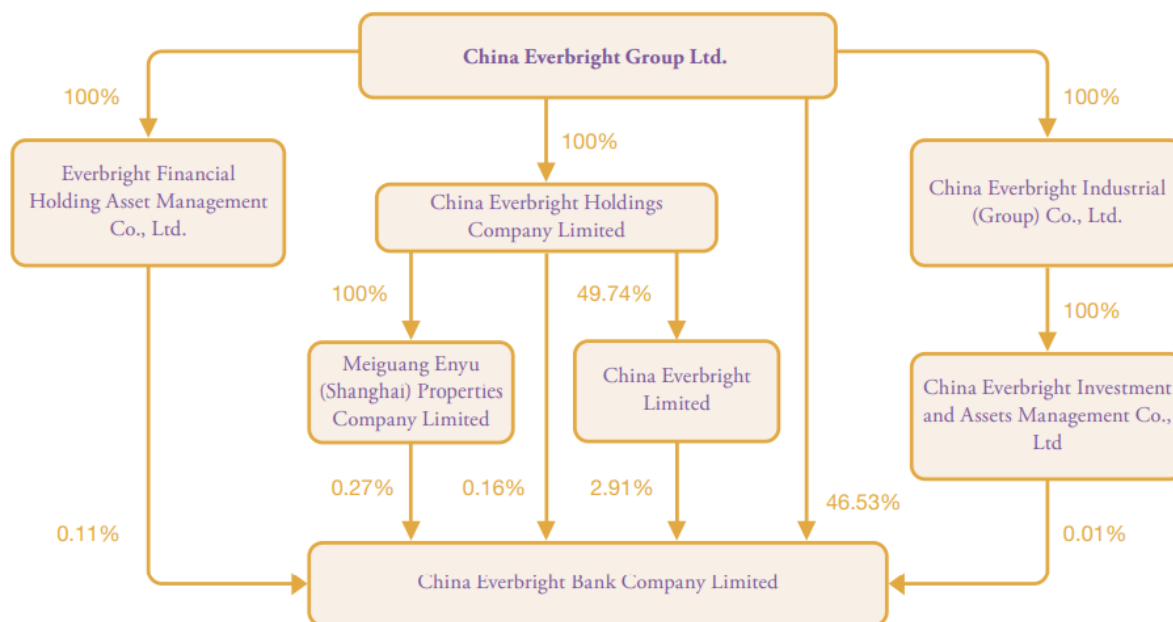 China Everbright Group Ltd.
100%
100%
100%
Everbright Financial
Holding Asset Management
Co., Ltd.
China Everbright Holdings
Company Limited
China Everbright Industrial
(Group) Co., Ltd.
100%
49.74%
100%
Meiguang Enyu
(Shanghai) Properties
Company Limited
China Everbright
Limited
China Everbright Investment
and Assets Management Co.,
Ltd
0.27%
0.16%
2.91%
46.53%
0.11%
0.01%
China Everbright Bank Company Limited